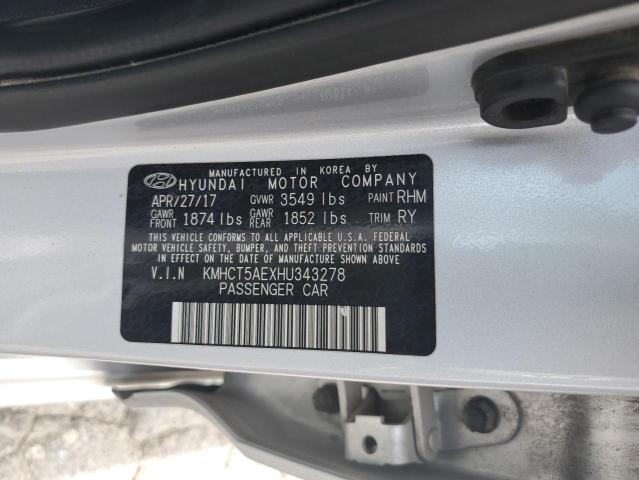 MANUFACTURED IN KOREA BY
HYUNDAI MOTOR COMPANY
APR/27/17 GVWR 3549 lbs PAINT RHM
GAWR FRONT 1874 lbs GAWR REAR 1852 lbs TRIM RY
THIS VEHICLE CONFORMS TO ALL APPLICABLE U.S.A. FEDERAL
MOTOR VEHICLE SAFETY, BUMPER, AND THEFT PREVENTION STANDARDS IN
EFFECT ON THE DATE OF MANUFACTURE SHOWN ABOVE
V.I.N KMHCT5AEXHU343278
PASSENGER CAR